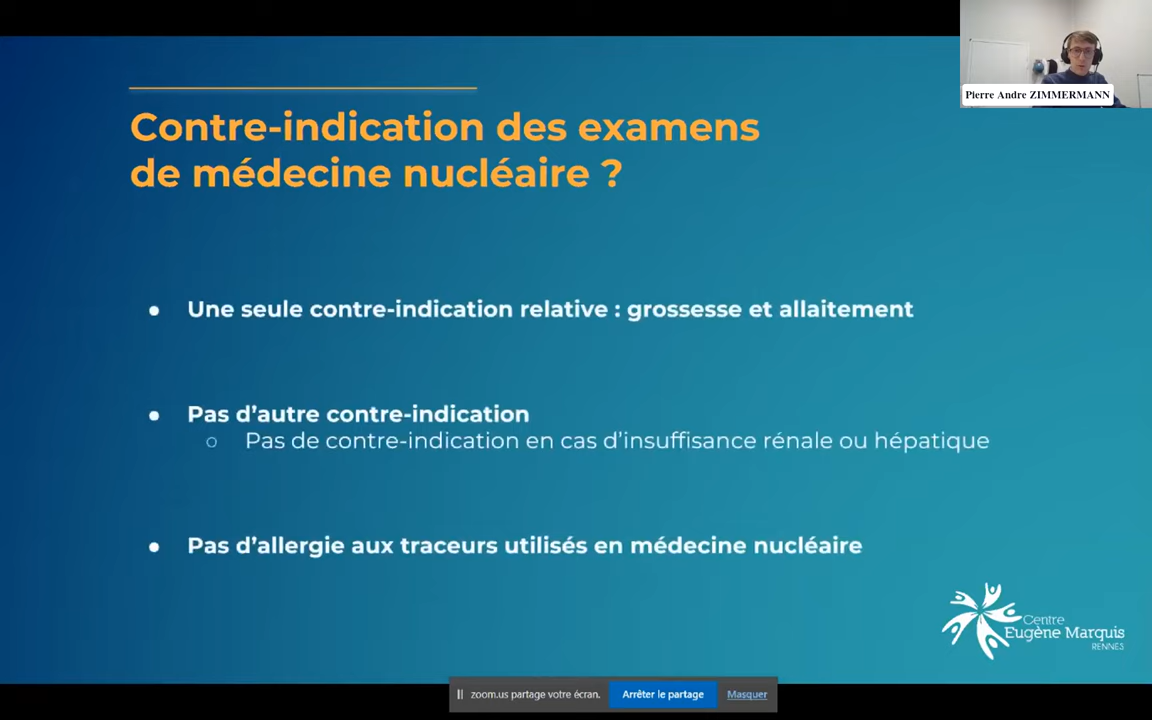 Pierre Andre ZIMMERMANN
Contre-indication des examens
de médecine nucléaire ?
● Une seule contre-indication relative : grossesse et allaitement
● Pas d'autre contre-indication
○ Pas de contre-indication en cas d'insuffisance rénale ou hépatique
● Pas d'allergie aux traceurs utilisés en médecine nucléaire
Centre
Eugène Marquis
RENNES
zoom.us partage votre écran. Arrêter le partage Masquer